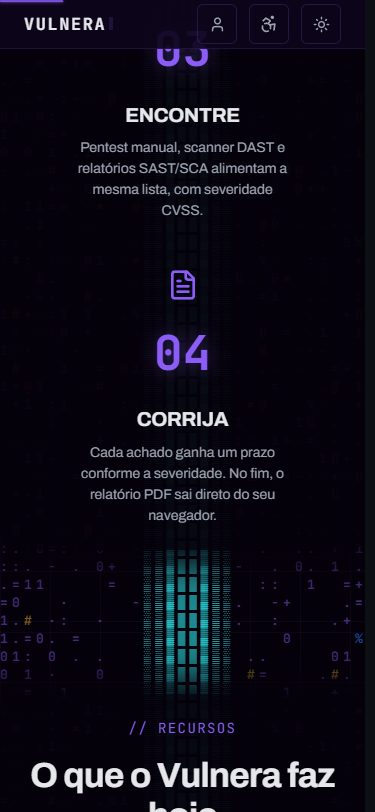 VULNERA
03
ENCONTRE
Pentest manual, scanner DAST e
relatórios SAST/SCA alimentam a
mesma lista, com severidade
CVSS.
04
CORRIJA
Cada achado ganha um prazo
conforme a severidade. No fim, o
relatório PDF sai direto do seu
navegador.
// RECURSOS
O que o Vulnera faz